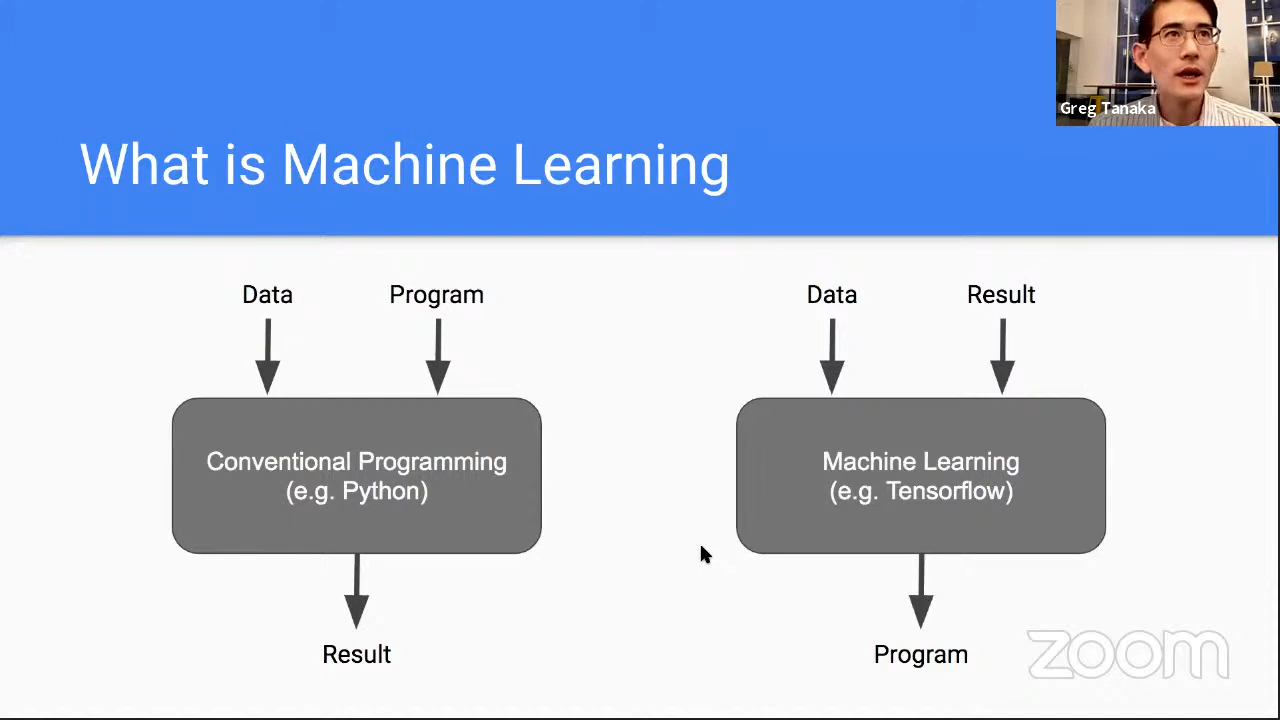 Greg Tanaka
What is Machine Learning
Data Program
Data Result
Conventional Programming
(e.g. Python)
Machine Learning
(e.g. Tensorflow)
Result
Program
zoom